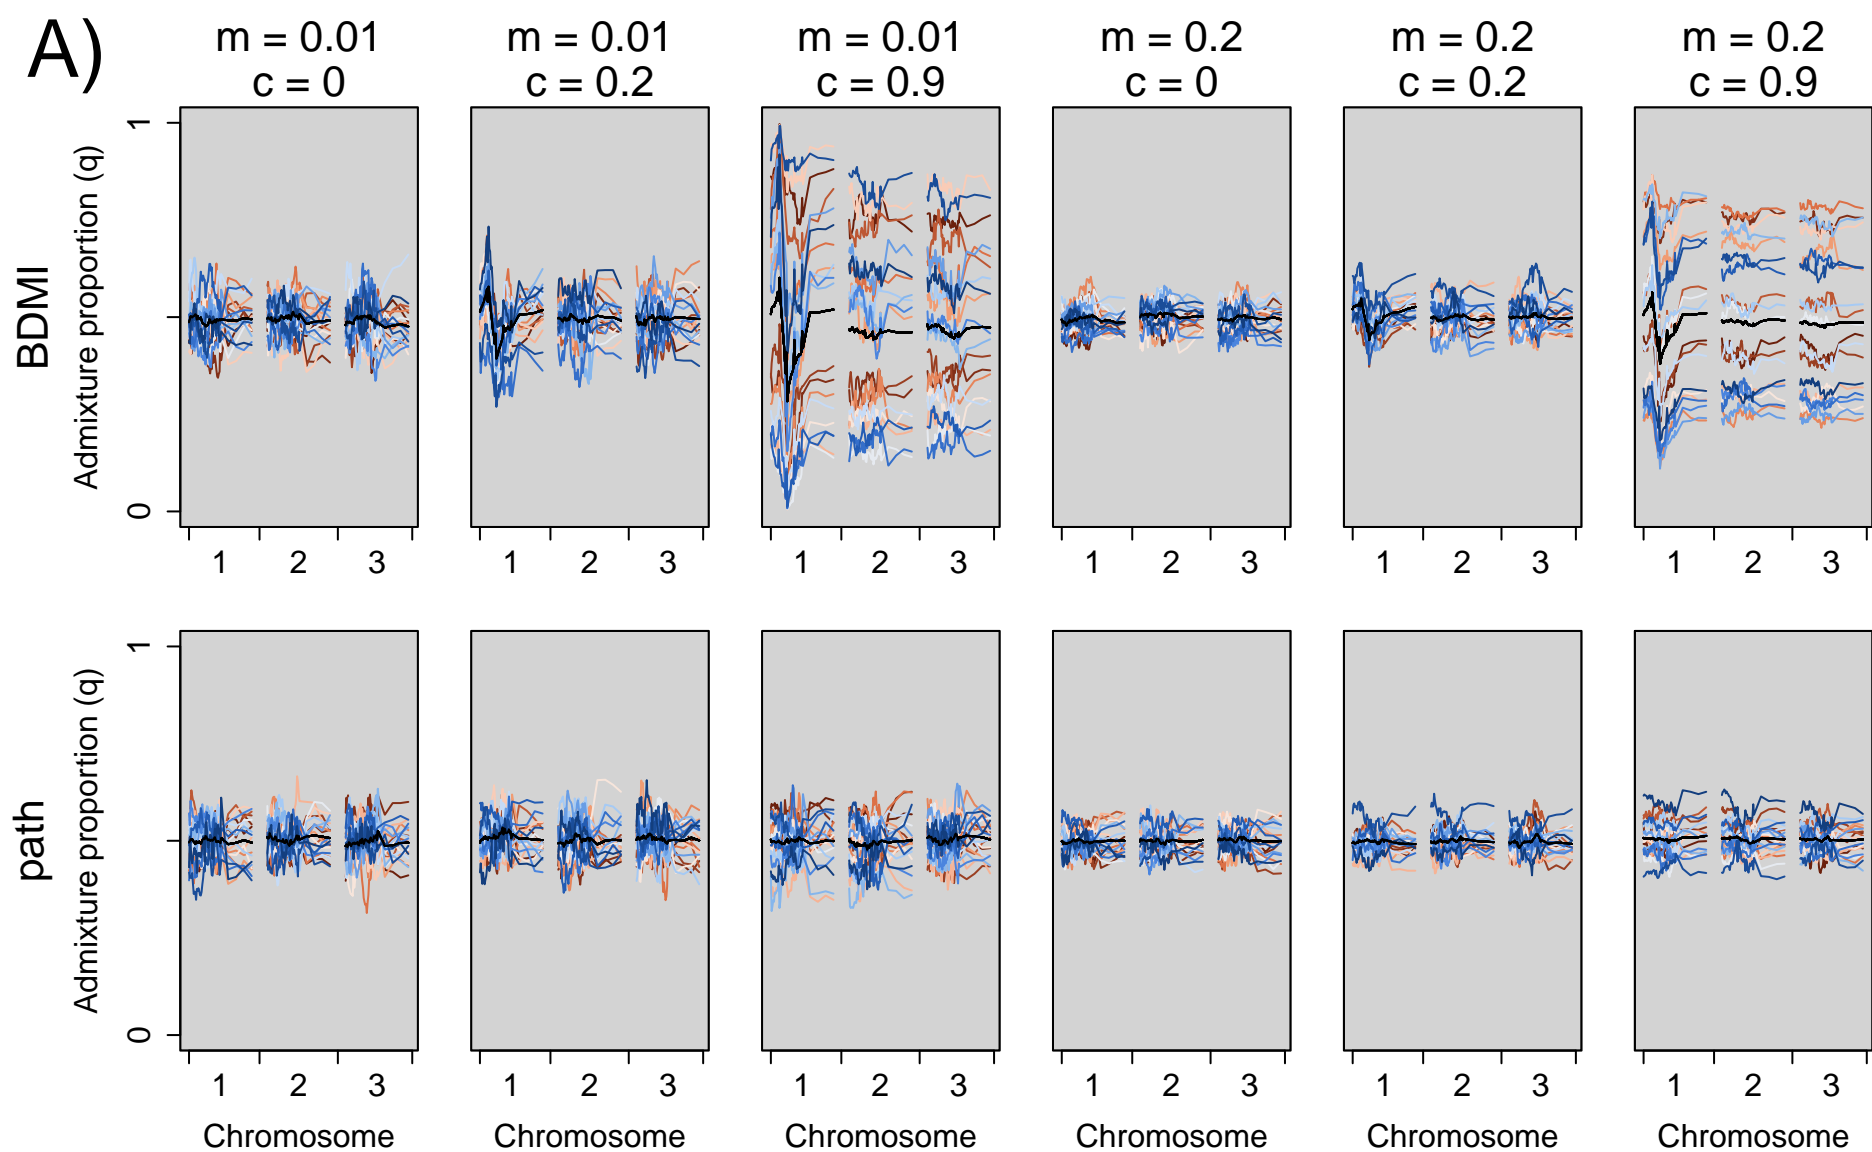 A)
m = 0.01
c = 0
m = 0.01
c = 0.2
m = 0.01
c = 0.9
m = 0.2
c = 0
m = 0.2
c = 0.2
m = 0.2
c = 0.9
BDMI
Admixture proportion (q)
1
0
1 2 3
1 2 3
1 2 3
1 2 3
1 2 3
1 2 3
path
Admixture proportion (q)
1
0
1 2 3
1 2 3
1 2 3
1 2 3
1 2 3
1 2 3
Chromosome
Chromosome
Chromosome
Chromosome
Chromosome
Chromosome